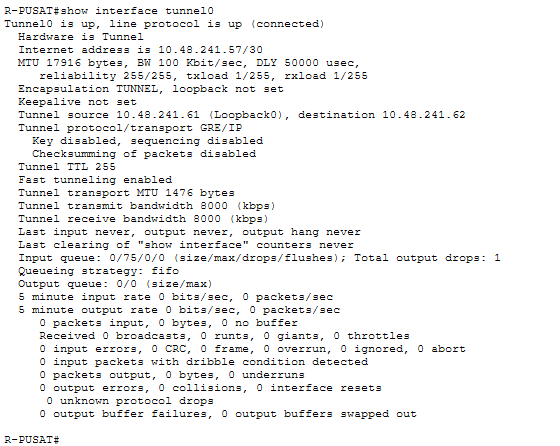 R-PUSAT#show interface tunnel0
Tunnel0 is up, line protocol is up (connected)
Hardware is Tunnel
Internet address is 10.48.241.57/30
MTU 17916 bytes, BW 100 Kbit/sec, DLY 50000 usec,
reliability 255/255, txload 1/255, rxload 1/255
Encapsulation TUNNEL, loopback not set
Keepalive not set
Tunnel source 10.48.241.61 (Loopback0), destination 10.48.241.62
Tunnel protocol/transport GRE/IP
Key disabled, sequencing disabled
Checksumming of packets disabled
Tunnel TTL 255
Fast tunneling enabled
Tunnel transport MTU 1476 bytes
Tunnel transmit bandwidth 8000 (kbps)
Tunnel receive bandwidth 8000 (kbps)
Last input never, output never, output hang never
Last clearing of "show interface" counters never
Input queue: 0/75/0/0 (size/max/drops/flushes); Total output drops: 1
Queueing strategy: fifo
Output queue: 0/0 (size/max)
5 minute input rate 0 bits/sec, 0 packets/sec
5 minute output rate 0 bits/sec, 0 packets/sec
0 packets input, 0 bytes, 0 no buffer
Received 0 broadcasts, 0 runts, 0 giants, 0 throttles
0 input errors, 0 CRC, 0 frame, 0 overrun, 0 ignored, 0 abort
0 input packets with dribble condition detected
0 packets output, 0 bytes, 0 underruns
0 output errors, 0 collisions, 0 interface resets
0 unknown protocol drops
0 output buffer failures, 0 output buffers swapped out
R-PUSAT#